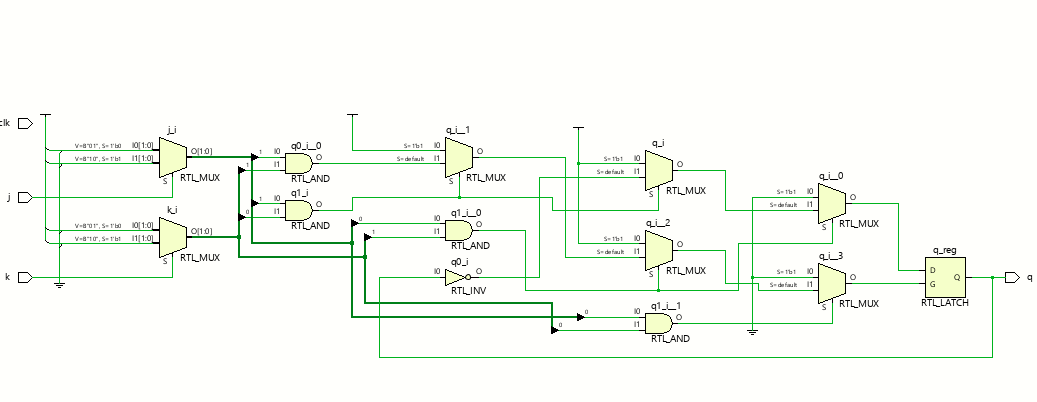 clk
j_i
V=B"01", S=1'b0 I0[1:0]
V=B"10", S=1'b1 I1[1:0]
O[1:0]
S
RTL_MUX
j
k_i
V=B"01", S=1'b0 I0[1:0]
V=B"10", S=1'b1 I1[1:0]
O[1:0]
S
RTL_MUX
k
q0_i__0
1 I0
1 I1
O
RTL_AND
q1_i
1 I0
0 I1
O
RTL_AND
q_i__1
S=1'b1 I0
S=default I1
O
S
RTL_MUX
q1_i__0
0 I0
1 I1
O
RTL_AND
q0_i
I0 O
RTL_INV
q_i
S=1'b1 I0
S=default I1
O
S
RTL_MUX
q_i__2
S=1'b1 I0
S=default I1
O
S
RTL_MUX
q1_i__1
0 I0
0 I1
O
RTL_AND
q_i__0
S=1'b1 I0
S=default I1
O
S
RTL_MUX
q_i__3
S=1'b1 I0
S=default I1
O
S
RTL_MUX
q_reg
D
G
Q
RTL_LATCH
q